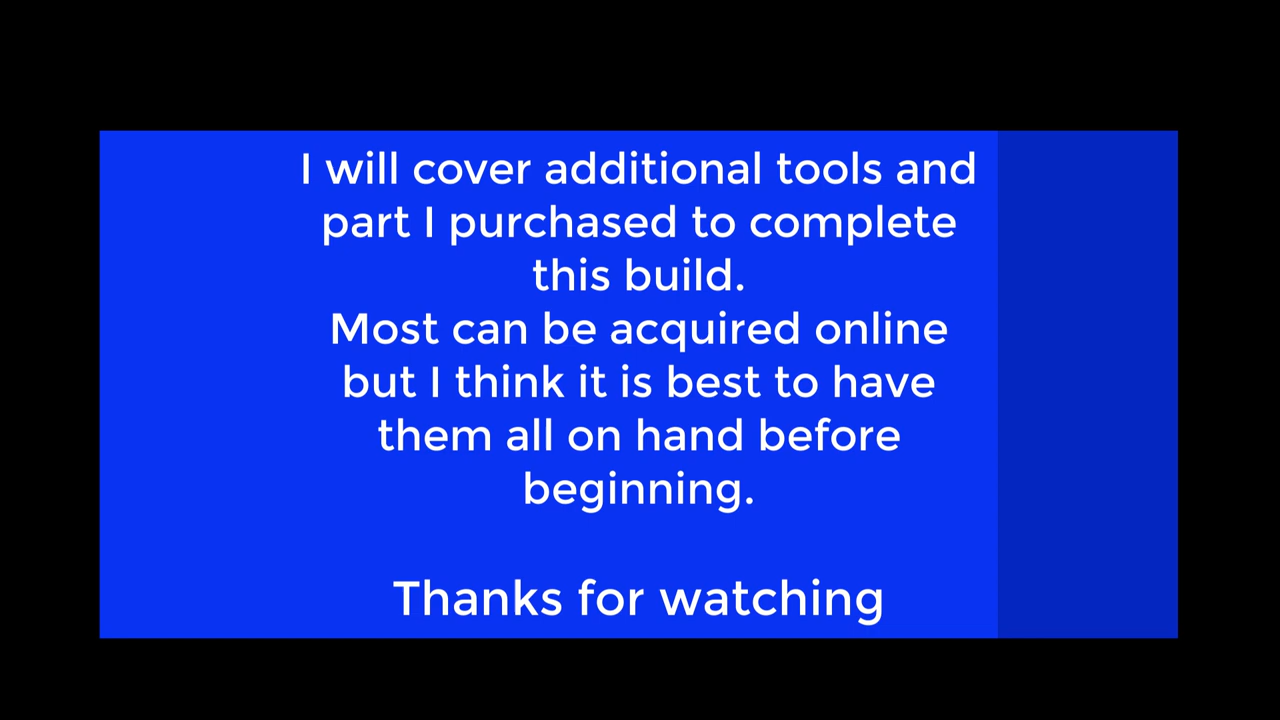 I will cover additional tools and
part I purchased to complete
this build.
Most can be acquired online
but I think it is best to have
them all on hand before
beginning.
Thanks for watching